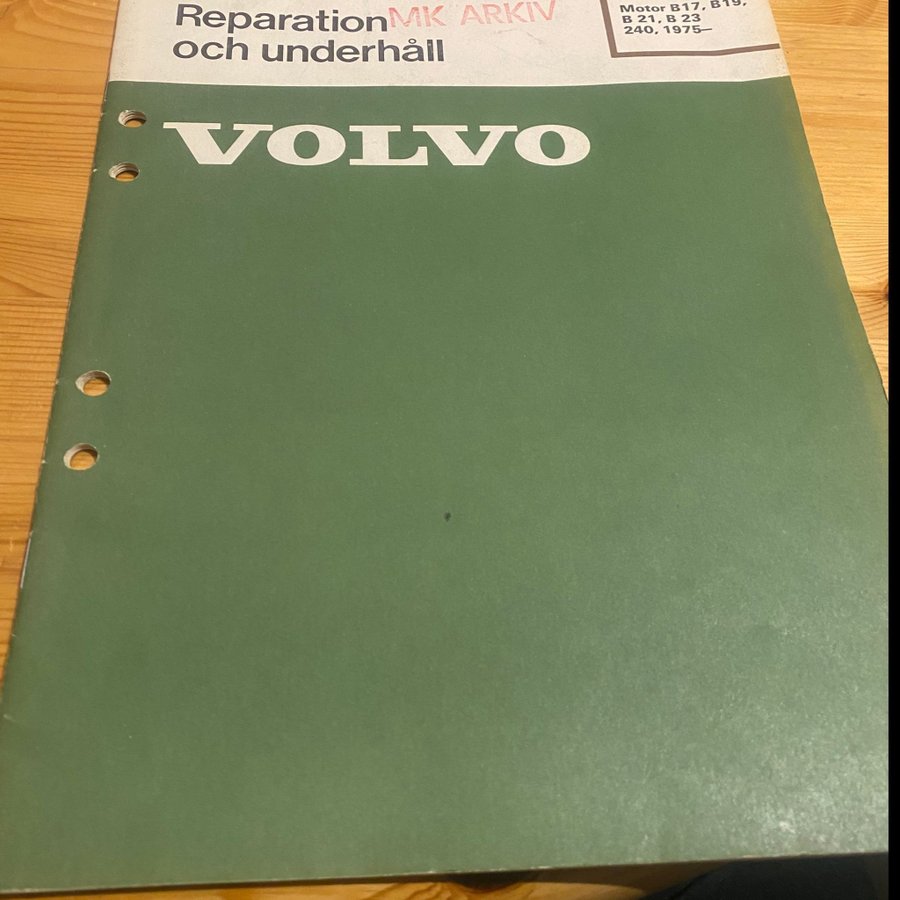 Reparation
och underhåll
MK ARKIV
Motor B17, B19,
B 21, B 23
240, 1975–
VOLVO